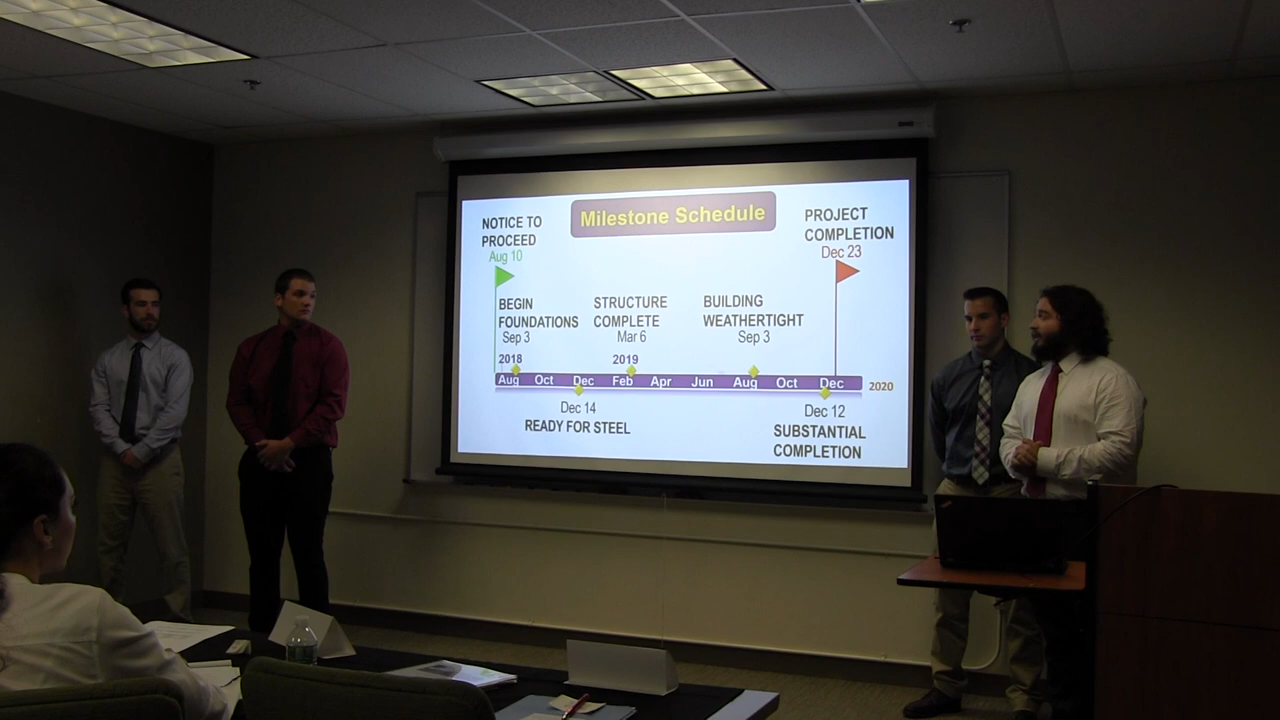 Milestone Schedule
NOTICE TO
PROCEED
Aug 10
PROJECT
COMPLETION
Dec 23
BEGIN
FOUNDATIONS
Sep 3
STRUCTURE
COMPLETE
Mar 6
BUILDING
WEATHERTIGHT
Sep 3
2018
2019
Aug Oct Dec Feb Apr Jun Aug Oct Dec
2020
Dec 14
READY FOR STEEL
Dec 12
SUBSTANTIAL
COMPLETION